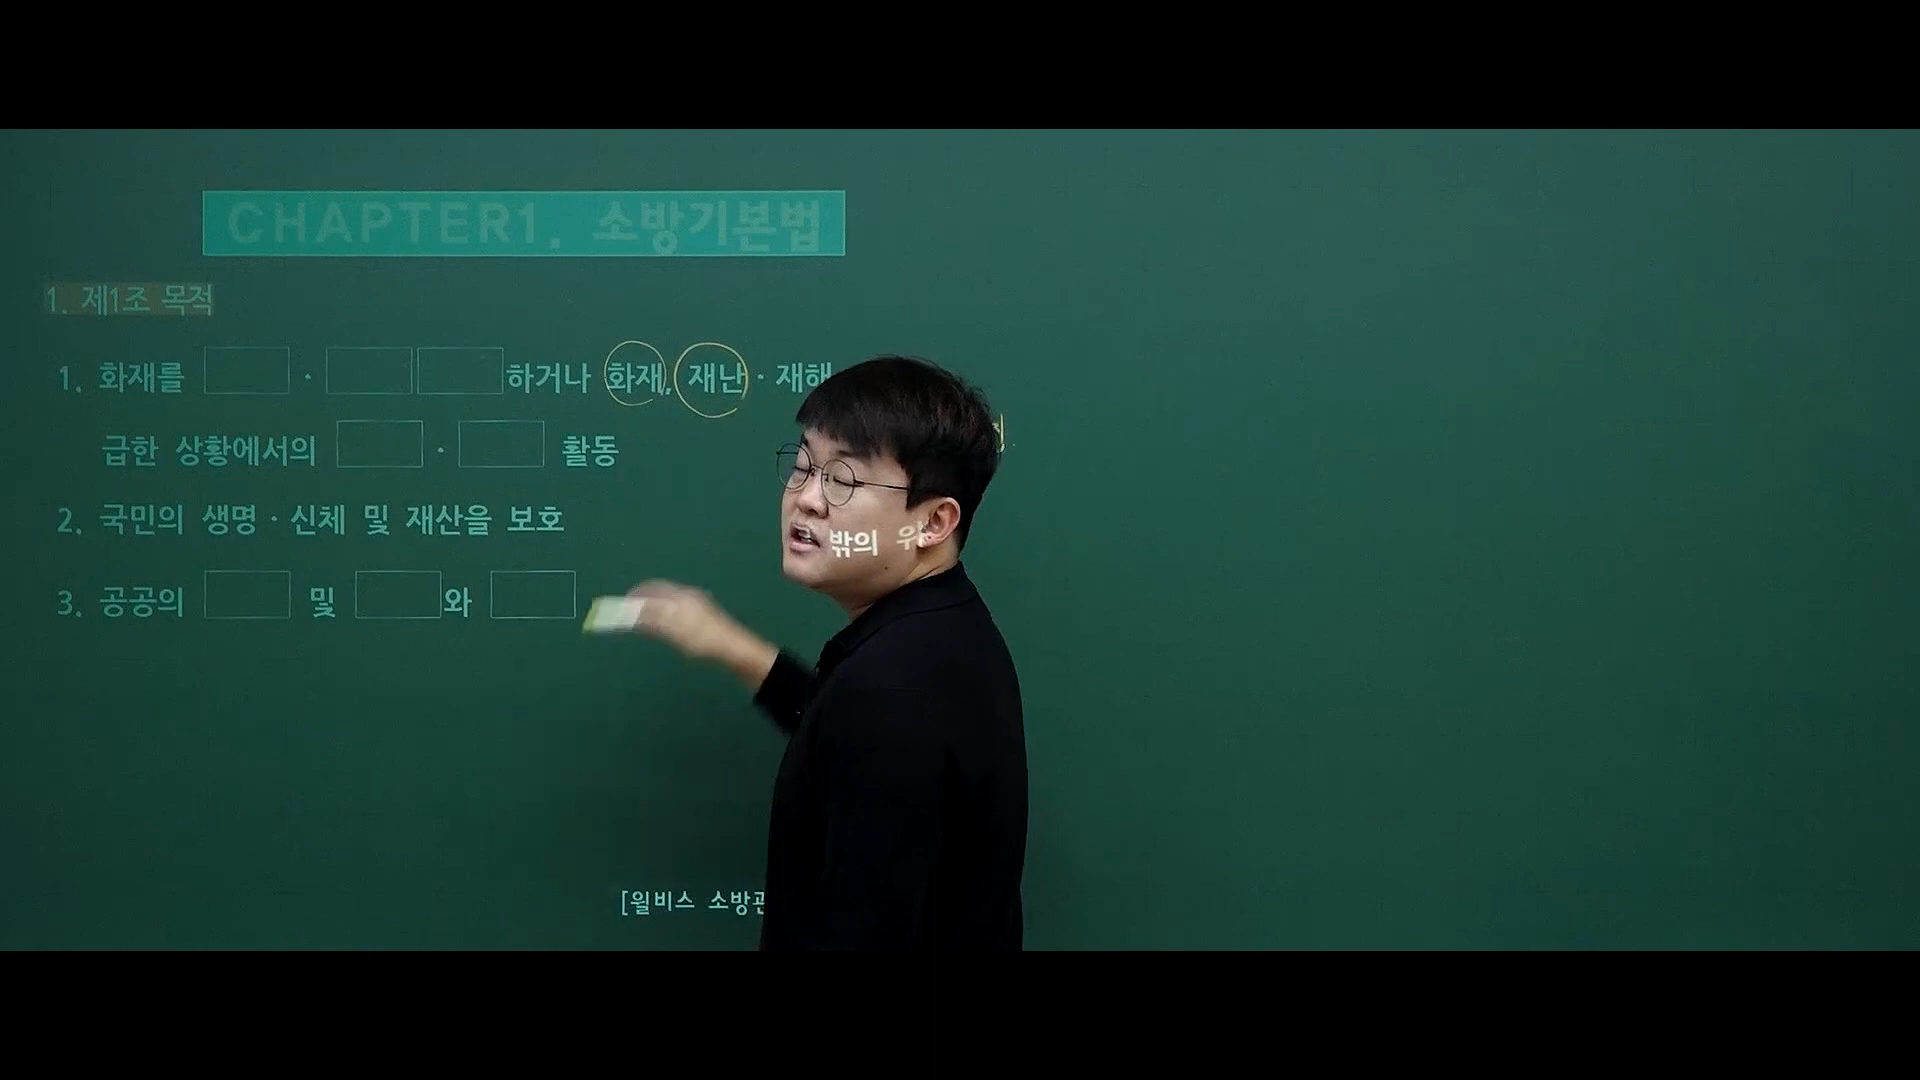 CHAPTER1. 소방기본법
1. 제1조 목적
1. 화재를 · 하거나 화재, 재난 · 재해
밖의 위
급한 상황에서의 · 활동
2. 국민의 생명 · 신체 및 재산을 보호
3. 공공의 및 와
[윌비스 소방관